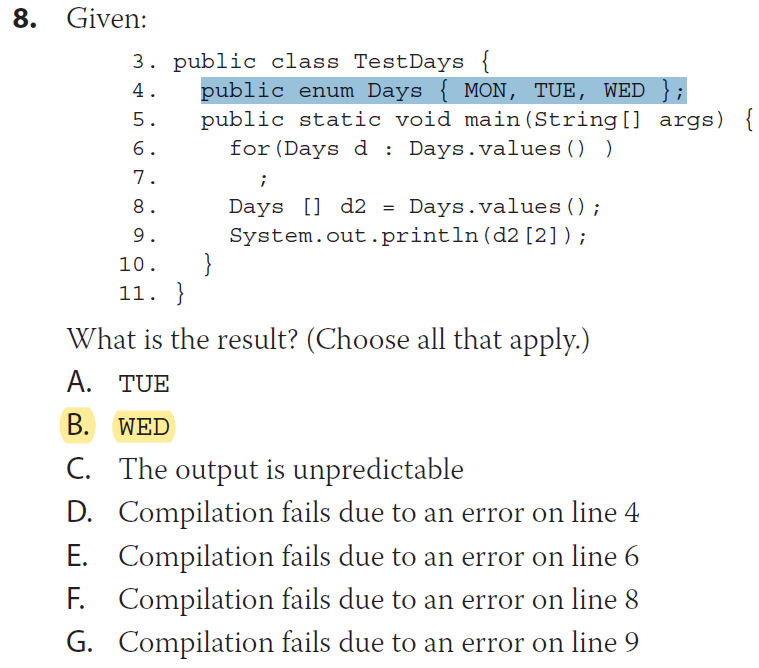 8. Given:
3. public class TestDays {
4. public enum Days { MON, TUE, WED };
5. public static void main(String[] args) {
6. for(Days d : Days.values() )
7. ;
8. Days [] d2 = Days.values();
9. System.out.println(d2[2]);
10. }
11. }
What is the result? (Choose all that apply.)
A. TUE
B. WED
C. The output is unpredictable
D. Compilation fails due to an error on line 4
E. Compilation fails due to an error on line 6
F. Compilation fails due to an error on line 8
G. Compilation fails due to an error on line 9